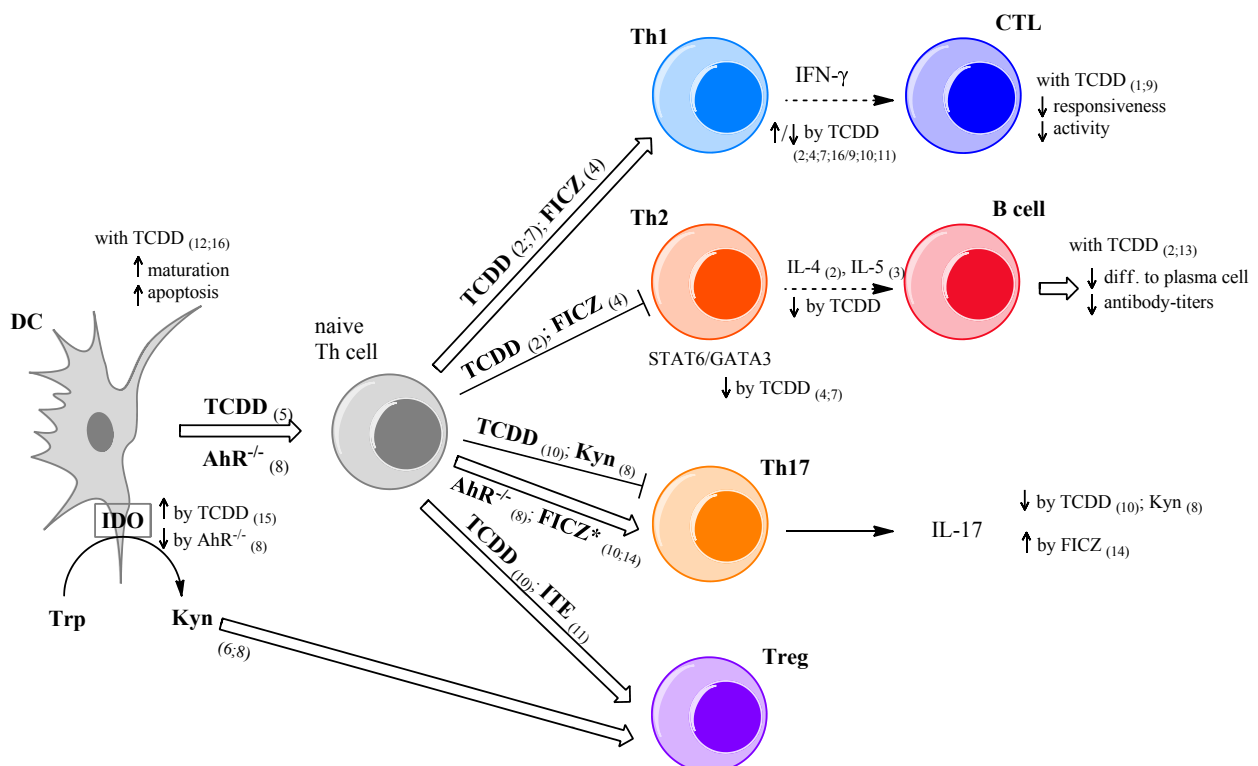 Th1
CTL
IFN-γ
↑/↓ by TCDD
(2;4;7;16/9;10;11)
with TCDD (1;9)
↓ responsiveness
↓ activity
TCDD (2;7); FICZ (4)
Th2
B cell
IL-4 (2), IL-5 (3)
↓ by TCDD
with TCDD (2;13)
↓ diff. to plasma cell
↓ antibody-titers
TCDD (2); FICZ (4)
STAT6/GATA3
↓ by TCDD (4;7)
with TCDD (12;16)
↑ maturation
↑ apoptosis
DC
naive
Th cell
TCDD (5)
AhR-/- (8)
TCDD (10); Kyn (8)
AhR-/- (8); FICZ* (10;14)
Th17
IL-17
↓ by TCDD (10); Kyn (8)
↑ by FICZ (14)
IDO
↑ by TCDD (15)
↓ by AhR-/- (8)
TCDD (10); ITE (11)
Trp
Kyn
(6;8)
Treg